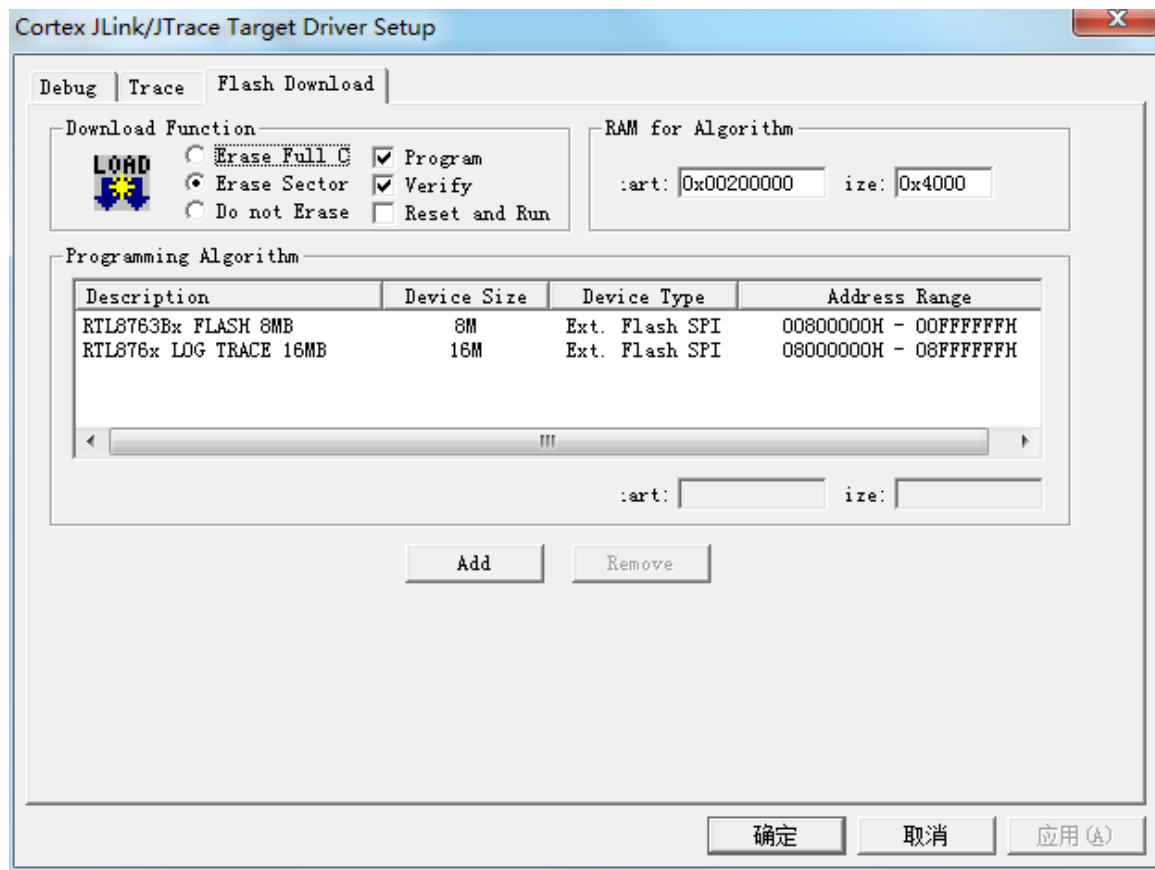 Cortex JLink/JTrace Target Driver Setup
Debug Trace Flash Download
Download Function
LOAD
Erase Full C
Erase Sector
Do not Erase
Program
Verify
Reset and Run
RAM for Algorithm
:art: 0x00200000 ize: 0x4000
Programming Algorithm
Description Device Size Device Type Address Range
RTL8763Bx FLASH 8MB 8M Ext. Flash SPI 00800000H - 00FFFFFFH
RTL876x LOG TRACE 16MB 16M Ext. Flash SPI 08000000H - 08FFFFFFH
:art: ize:
Add Remove
确定 取消 应用(A)